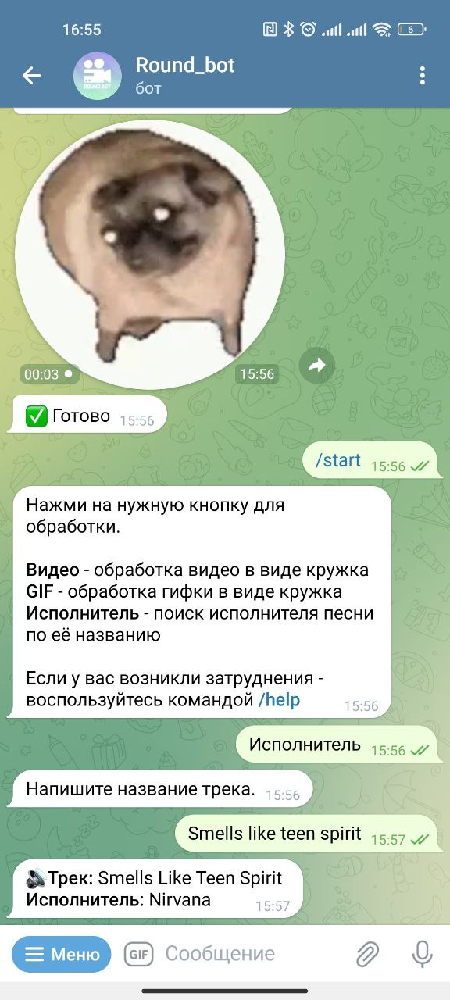 16:55
6
Round_bot
бот
ROUND BOT
00:03
15:56
✅ Готово 15:56
/start 15:56
Нажми на нужную кнопку для
обработки.
Видео - обработка видео в виде кружка
GIF - обработка гифки в виде кружка
Исполнитель - поиск исполнителя песни
по её названию
Если у вас возникли затруднения -
воспользуйтесь командой /help 15:56
Исполнитель 15:56
Напишите название трека. 15:56
Smells like teen spirit 15:57
🔊Трек: Smells Like Teen Spirit
Исполнитель: Nirvana 15:57
Меню GIF Сообщение